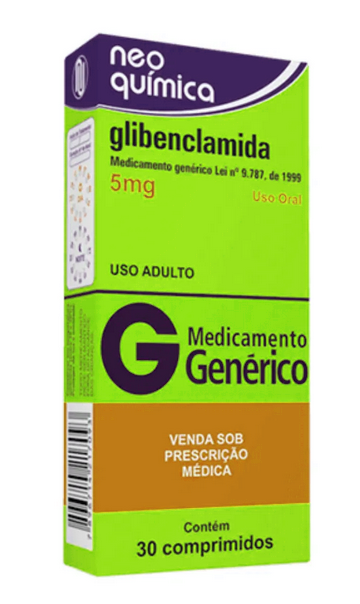 neo
química
glibenclamida
Medicamento genérico Lei nº 9.787, de 1999
5mg
Uso Oral
USO ADULTO
G Medicamento
Genérico
VENDA SOB
PRESCRIÇÃO
MÉDICA
Contém
30 comprimidos